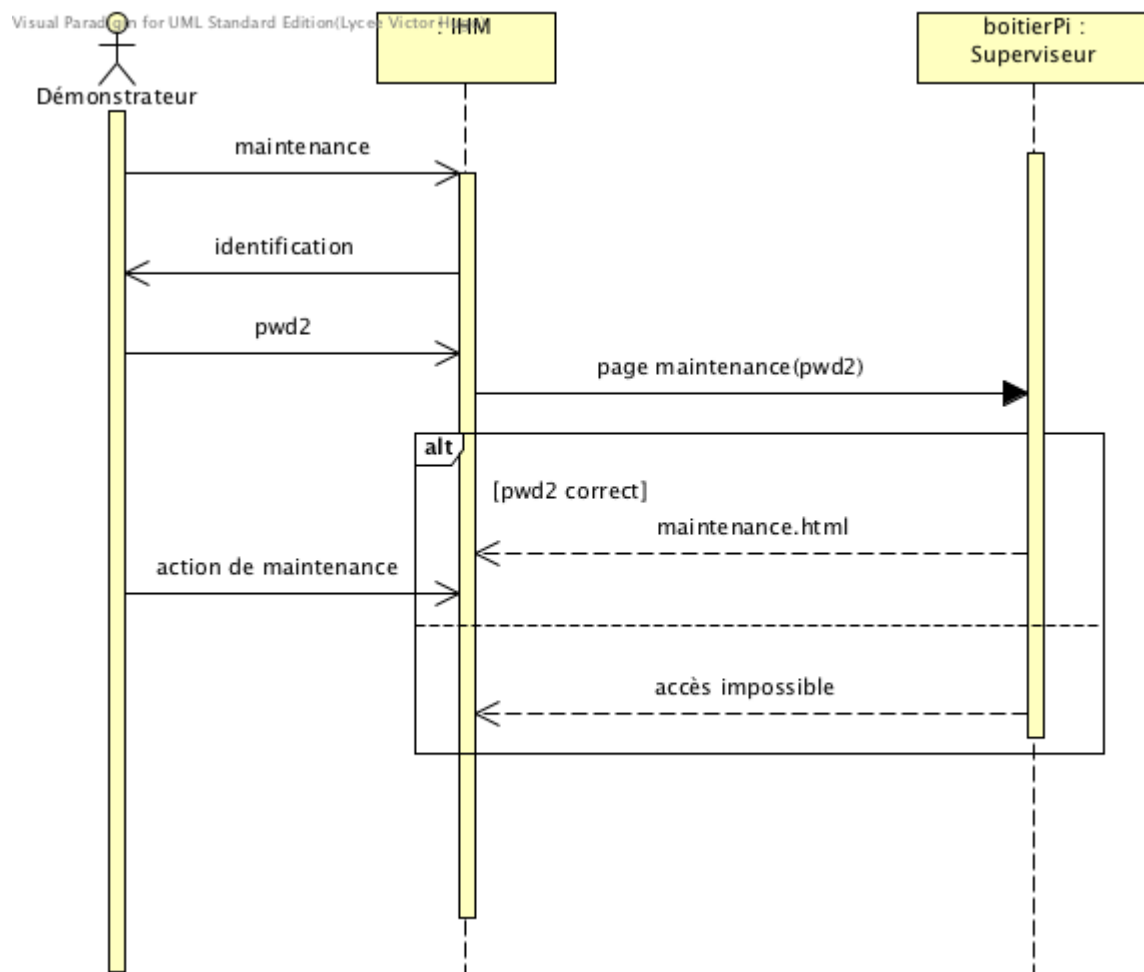 Visual Paradigm for UML Standard Edition(Lycee Victor
: IHM
boitierPi :
Superviseur
Démonstrateur
maintenance
identification
pwd2
page maintenance(pwd2)
alt
[pwd2 correct]
maintenance.html
action de maintenance
accès impossible